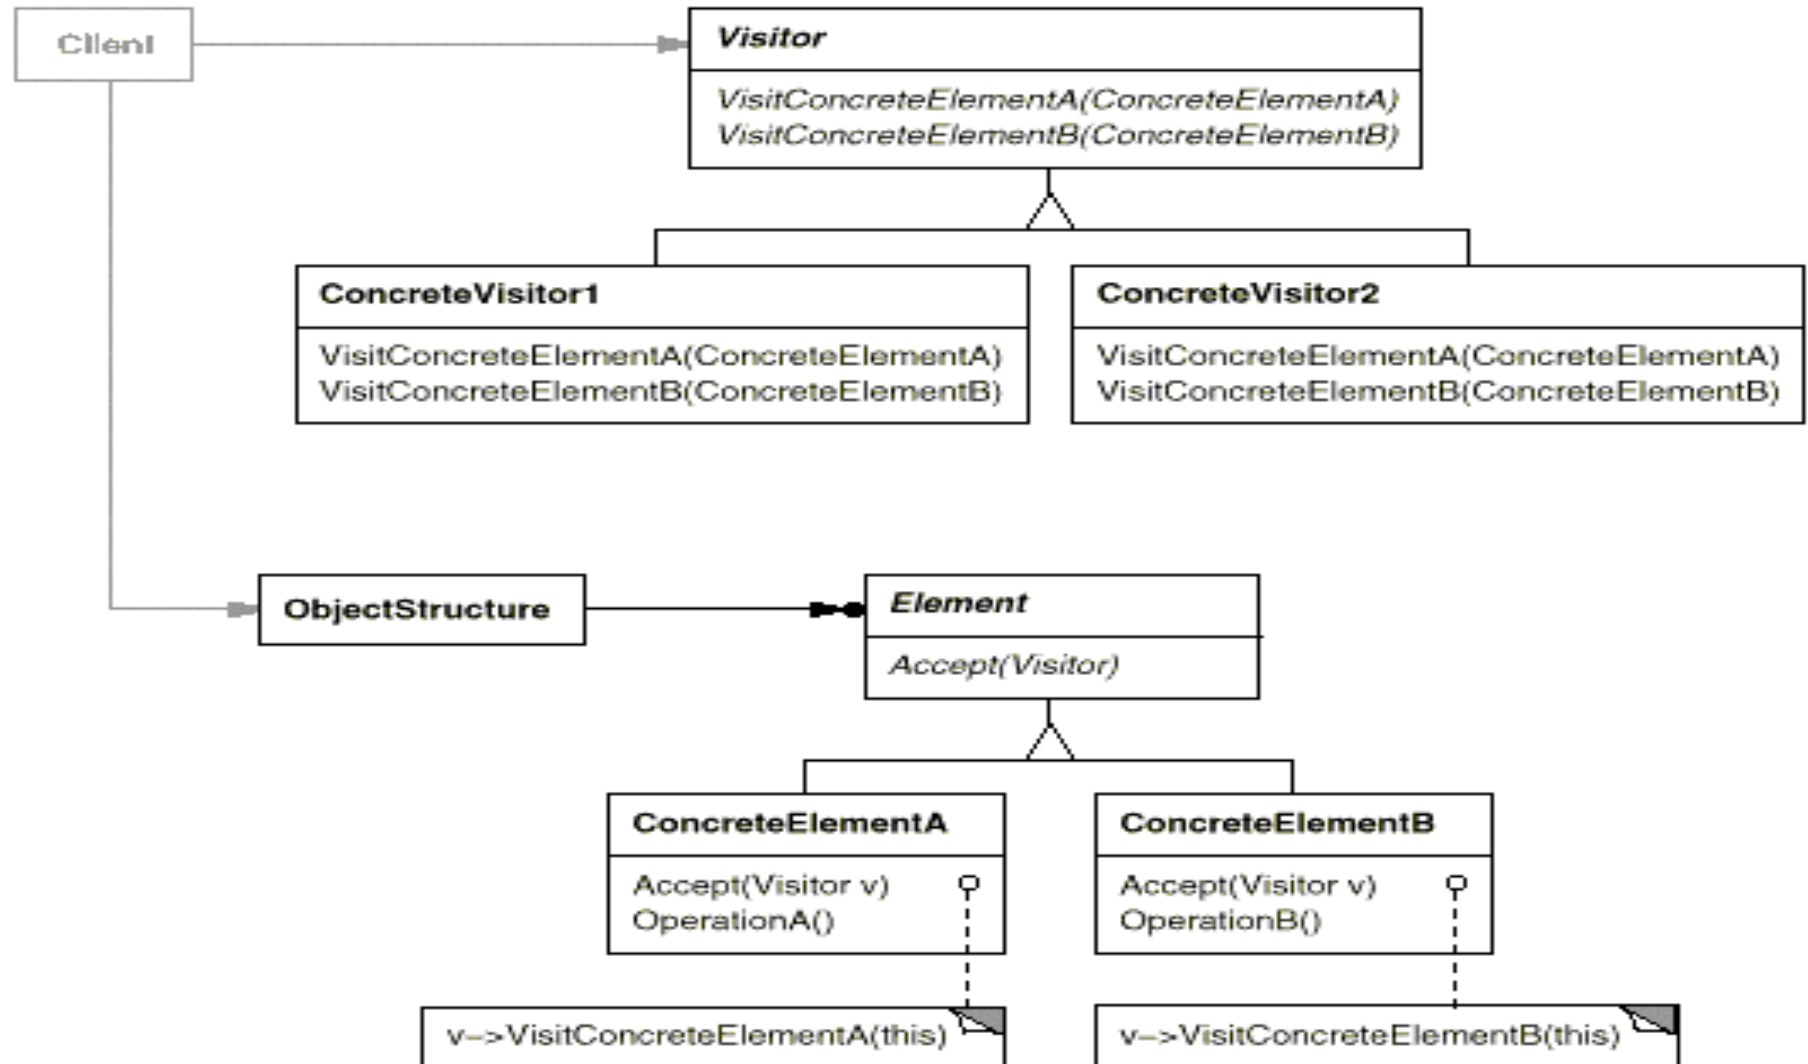 Client
Visitor
VisitConcreteElementA(ConcreteElementA)
VisitConcreteElementB(ConcreteElementB)
ConcreteVisitor1
VisitConcreteElementA(ConcreteElementA)
VisitConcreteElementB(ConcreteElementB)
ConcreteVisitor2
VisitConcreteElementA(ConcreteElementA)
VisitConcreteElementB(ConcreteElementB)
ObjectStructure
Element
Accept(Visitor)
ConcreteElementA
Accept(Visitor v)
OperationA()
ConcreteElementB
Accept(Visitor v)
OperationB()
v–>VisitConcreteElementA(this)
v–>VisitConcreteElementB(this)